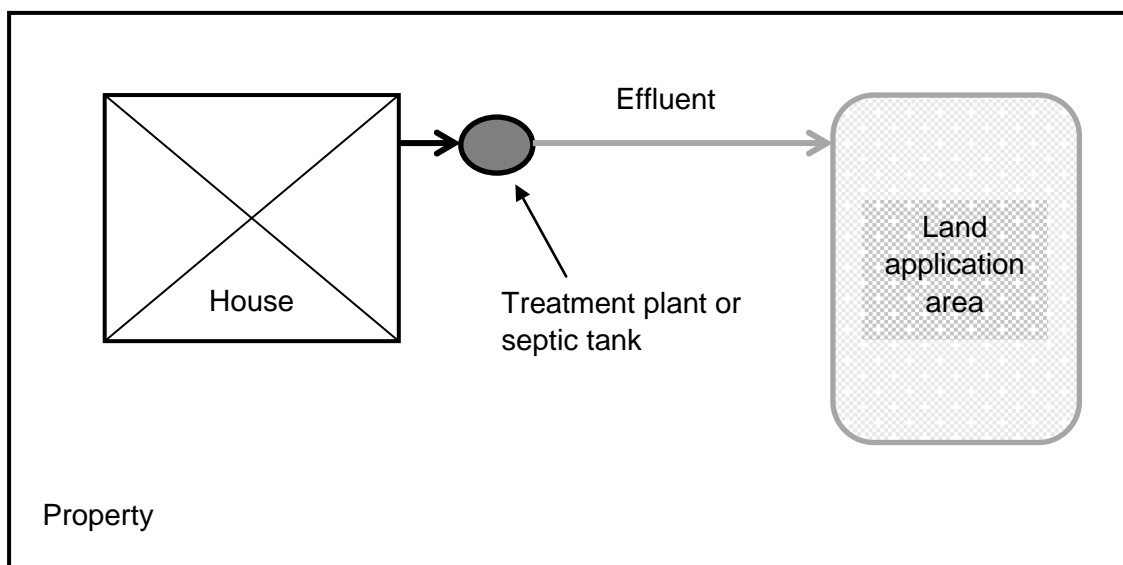 Effluent
House
Treatment plant or
septic tank
Land
application
area
Property